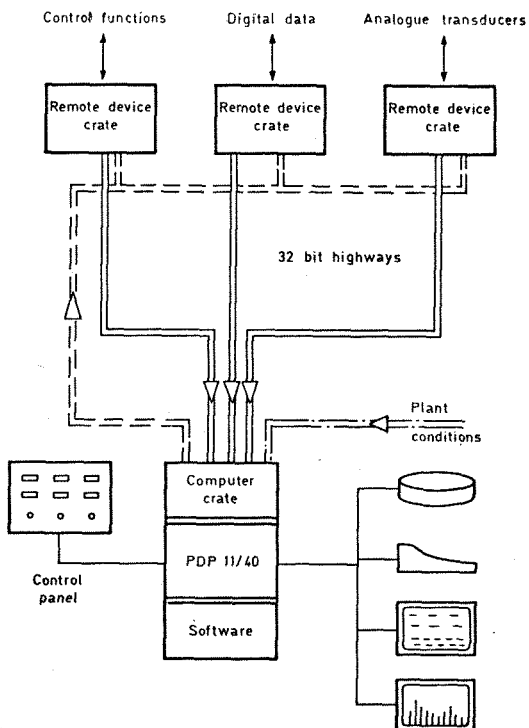 Control functions
Digital data
Analogue transducers
Remote device
crate
Remote device
crate
Remote device
crate
32 bit highways
Plant
conditions
Computer
crate
PDP 11/40
Software
Control
panel